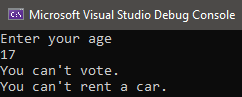 Microsoft Visual Studio Debug Console
Enter your age
17
You can't vote.
You can't rent a car.